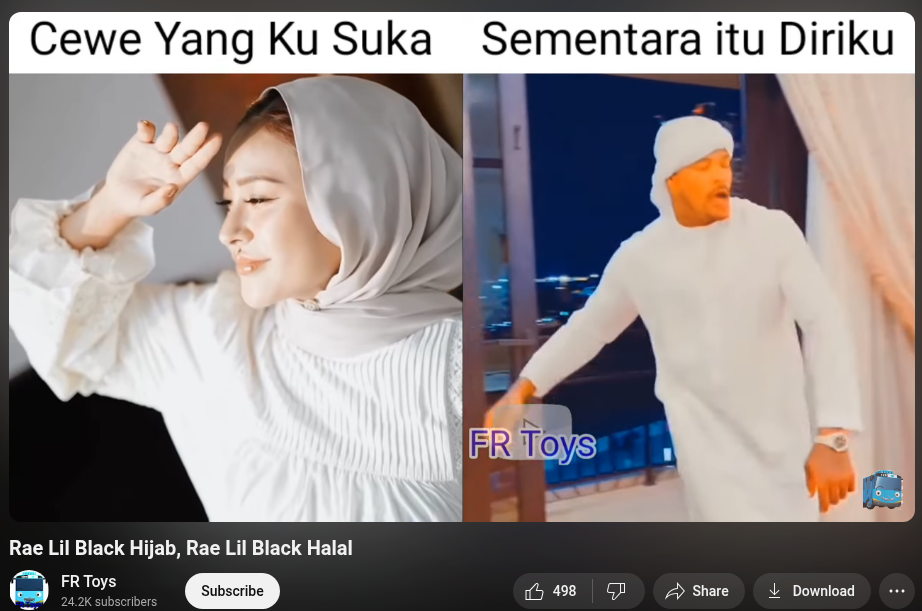 Cewe Yang Ku Suka
Sementara itu Diriku
FR Toys
Rae Lil Black Hijab, Rae Lil Black Halal
FR Toys
24.2K subscribers
Subscribe
498
Share
Download